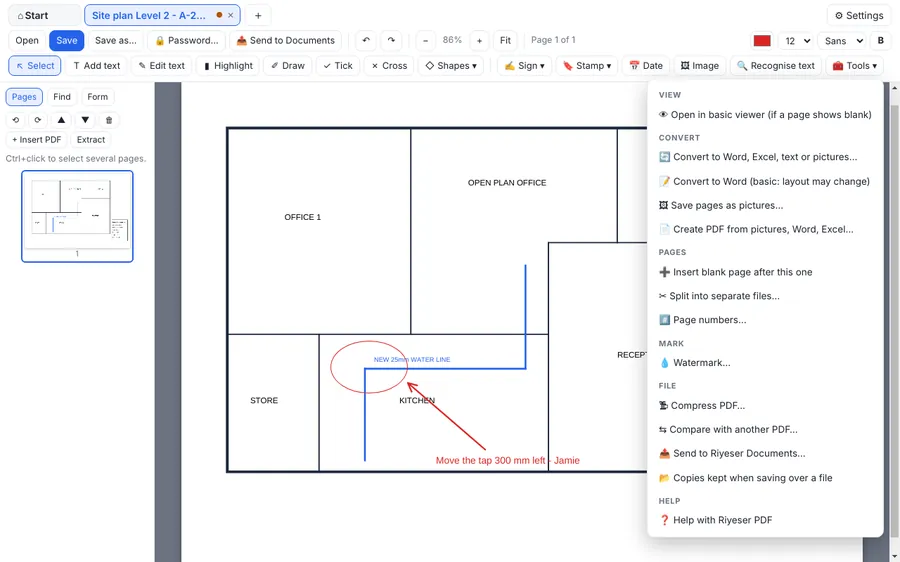 Start
Site plan Level 2 - A-2...
Settings
Open Save Save as... Password... Send to Documents 86% Fit Page 1 of 1 12 Sans B
Select T Add text Edit text Highlight Draw Tick Cross Shapes Sign Stamp Date Image Recognise text Tools
Pages Find Form
+ Insert PDF Extract
Ctrl+click to select several pages.
1
OFFICE 1
OPEN PLAN OFFICE
NEW 25mm WATER LINE
STORE
KITCHEN
Move the tap 300 mm left - Jamie
VIEW
Open in basic viewer (if a page shows blank)
CONVERT
Convert to Word, Excel, text or pictures...
Convert to Word (basic: layout may change)
Save pages as pictures...
Create PDF from pictures, Word, Excel...
PAGES
Insert blank page after this one
Split into separate files...
Page numbers...
MARK
Watermark...
FILE
Compress PDF...
Compare with another PDF...
Send to Riyeser Documents...
Copies kept when saving over a file
HELP
Help with Riyeser PDF